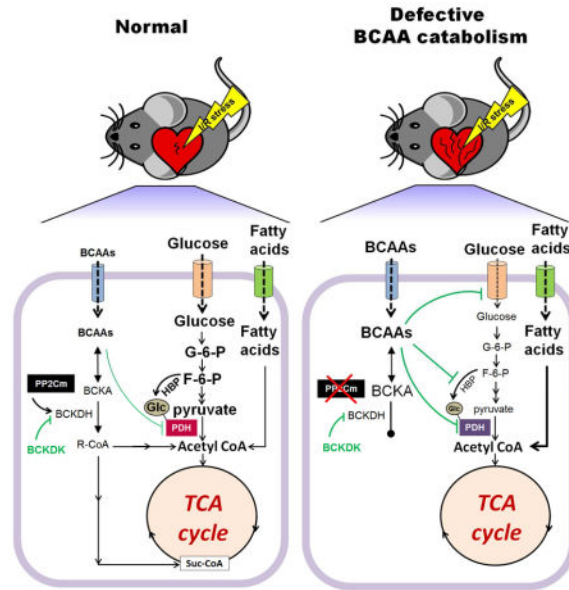 Normal
Defective
BCAA catabolism
I/R stress
I/R stress
BCAAs
Glucose
Fatty
acids
BCAAs
Glucose
Fatty
acids
G-6-P
F-6-P
HBP
PP2Cm
BCKA
Glc
pyruvate
BCKDH
PDH
BCKDK
R-CoA
Acetyl CoA
TCA
cycle
Suc-CoA
BCAAs
Glucose
Fatty
acids
BCAAs
Glucose
Fatty
acids
G-6-P
F-6-P
HBP
PP2Cm
BCKA
Glc
pyruvate
BCKDH
PDH
BCKDK
Acetyl CoA
TCA
cycle